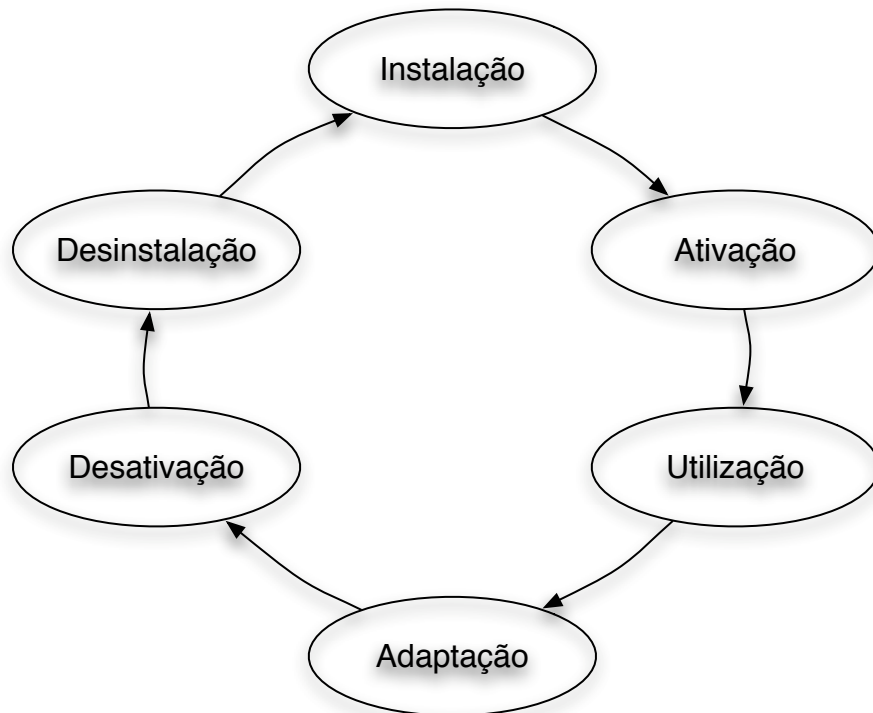 Instalação
Ativação
Utilização
Adaptação
Desativação
Desinstalação